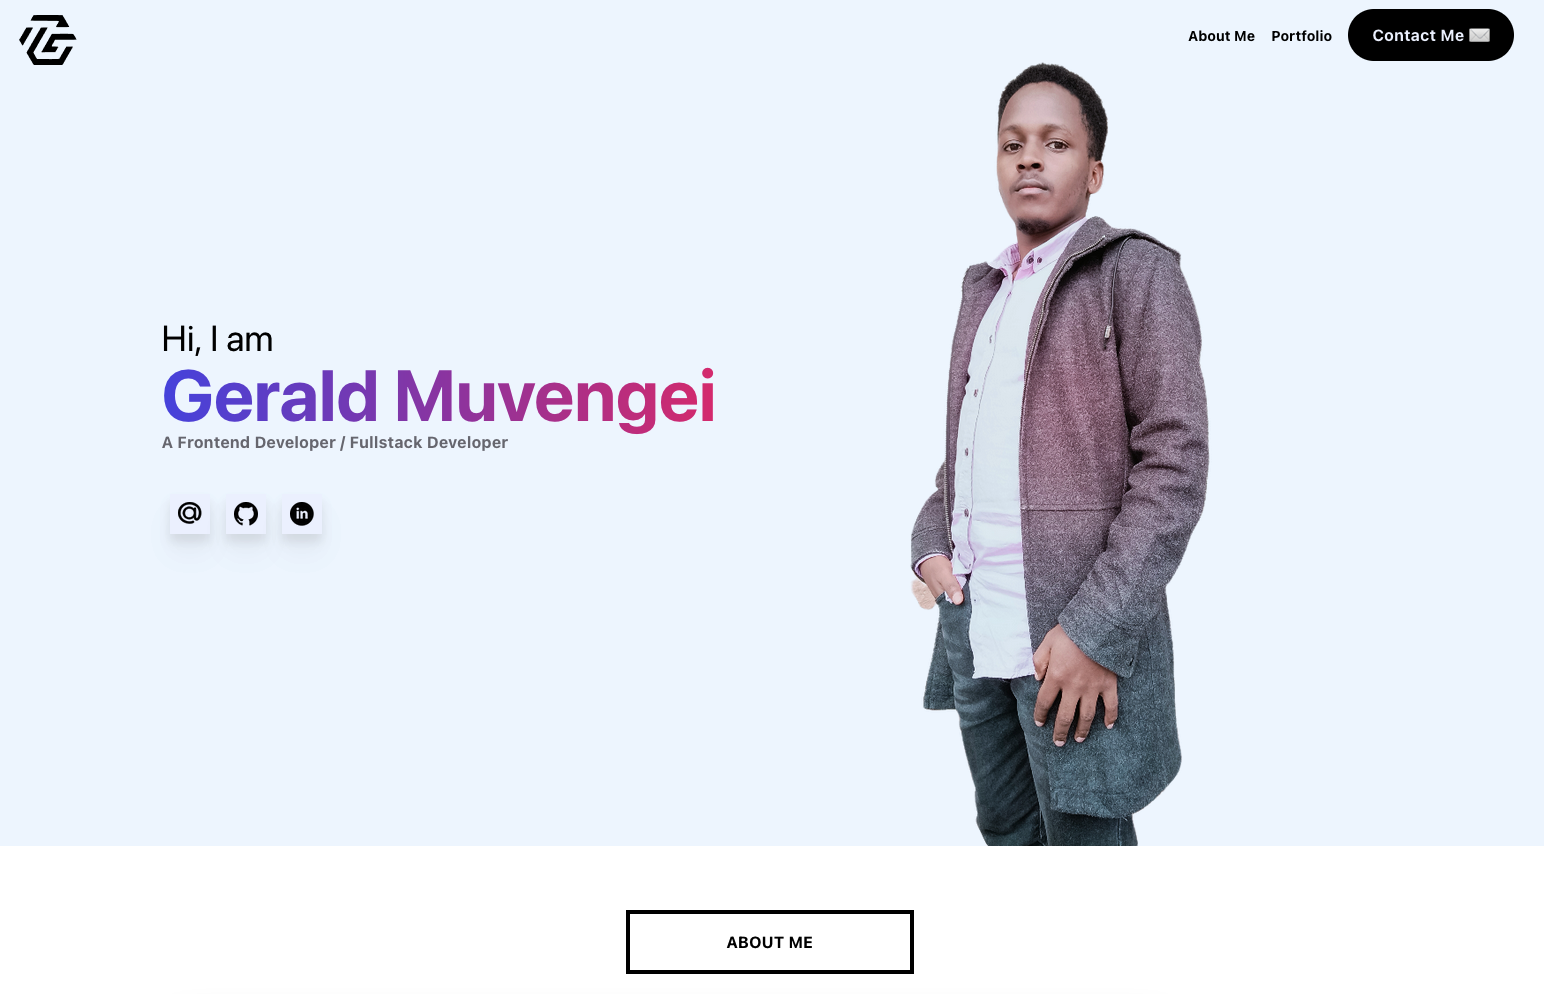 About Me
Portfolio
Contact Me
Hi, I am
Gerald Muvengei
A Frontend Developer / Fullstack Developer
@
in
ABOUT ME